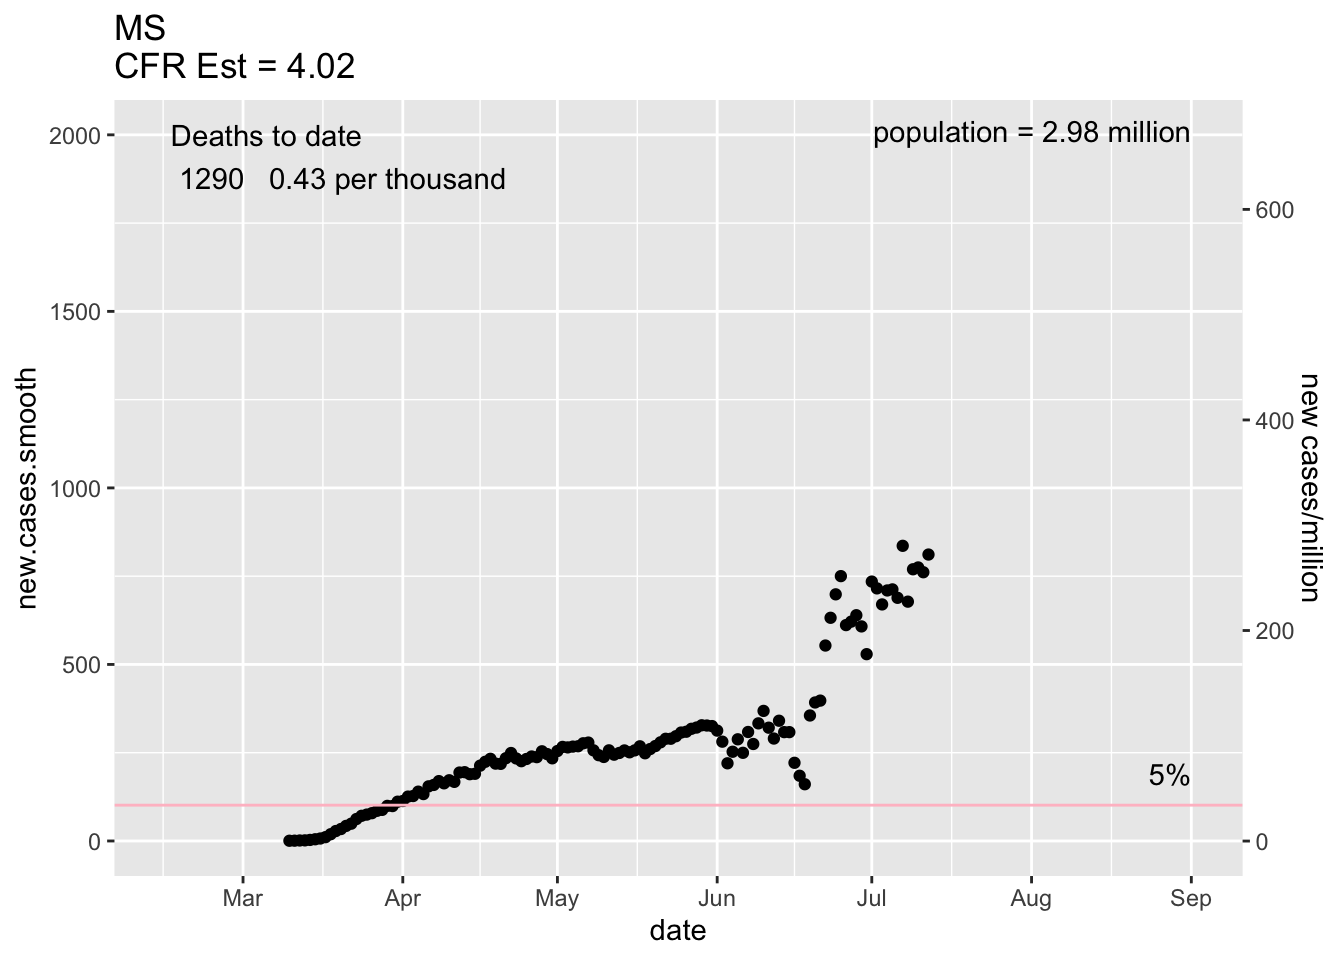 MS
CFR Est = 4.02
Deaths to date
1290   0.43 per thousand
population = 2.98 million
2000
1500
1000
500
0
new.cases.smooth
600
400
200
0
new cases/million
5%
Mar Apr May Jun Jul Aug Sep
date